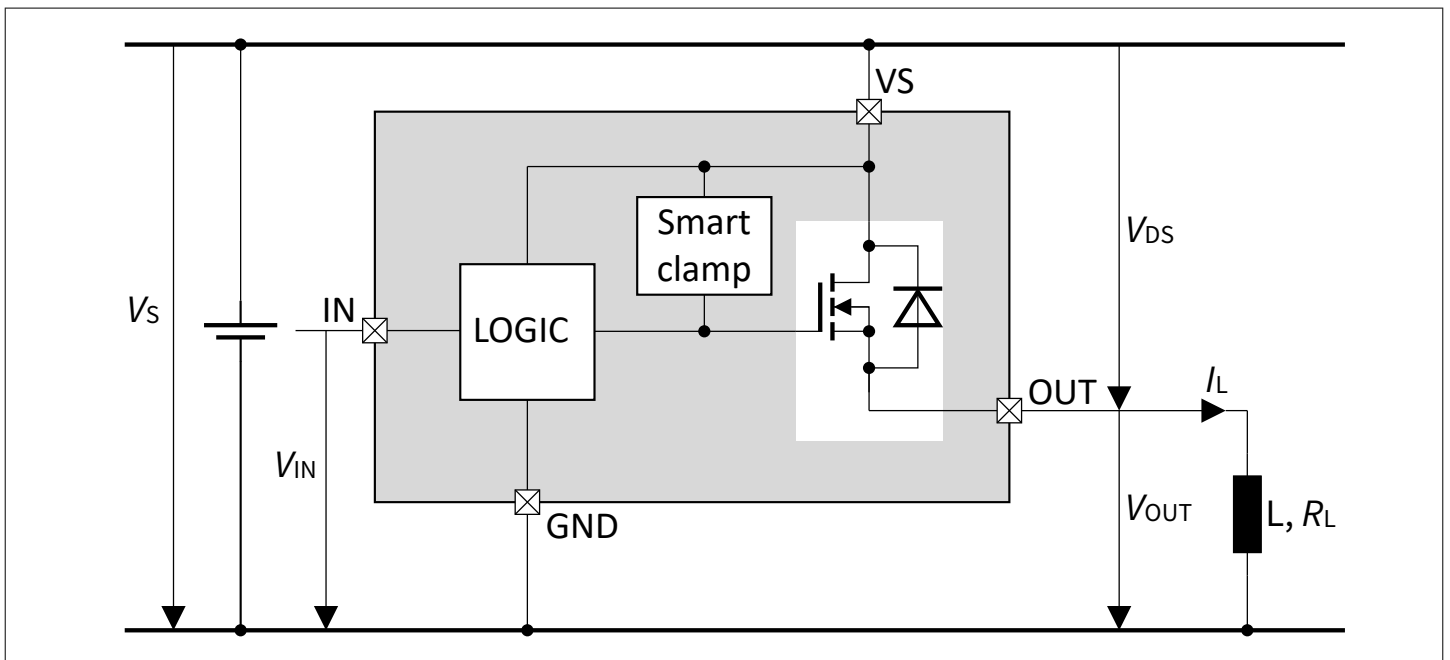 VS
Smart
clamp
VDS
VS
IN
LOGIC
OUT
IL
VIN
VOUT
L, RL
GND